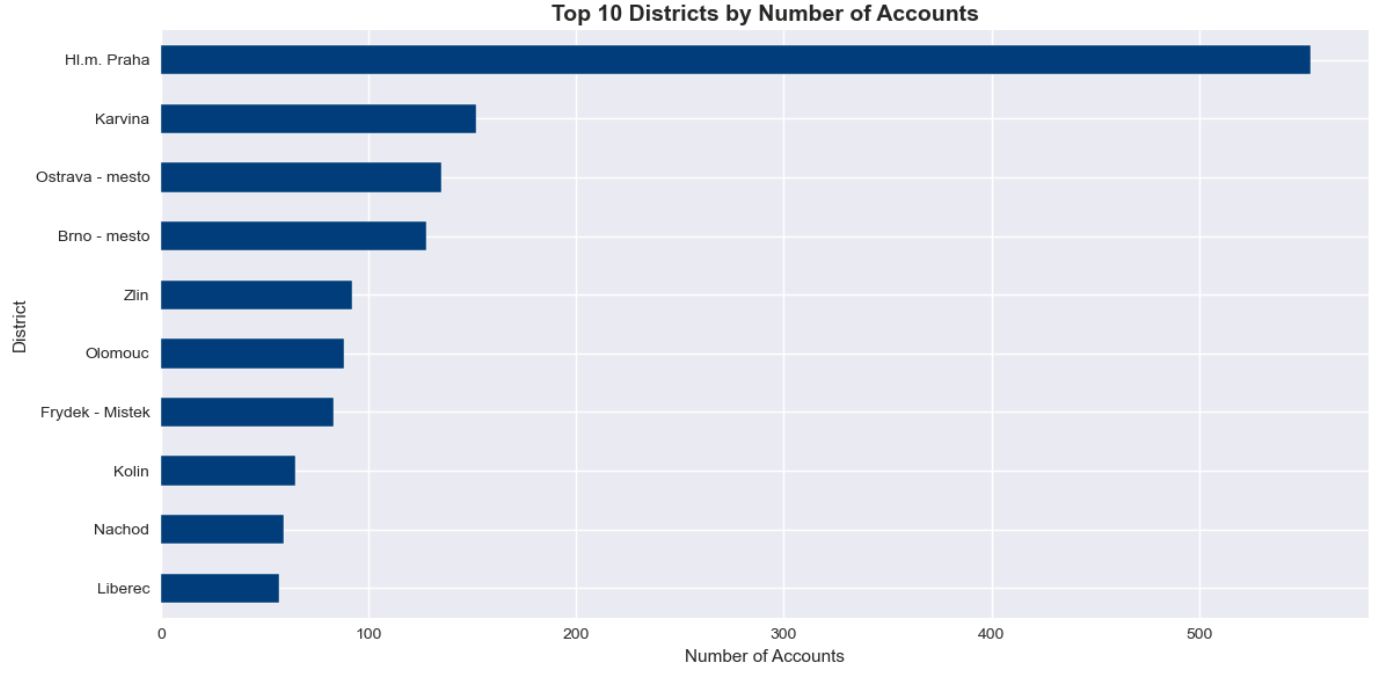 Top 10 Districts by Number of Accounts
Hl.m. Praha
Karvina
Ostrava - mesto
Brno - mesto
Zlin
Olomouc
Frydek - Mistek
Kolin
Nachod
Liberec
District
0 100 200 300 400 500
Number of Accounts